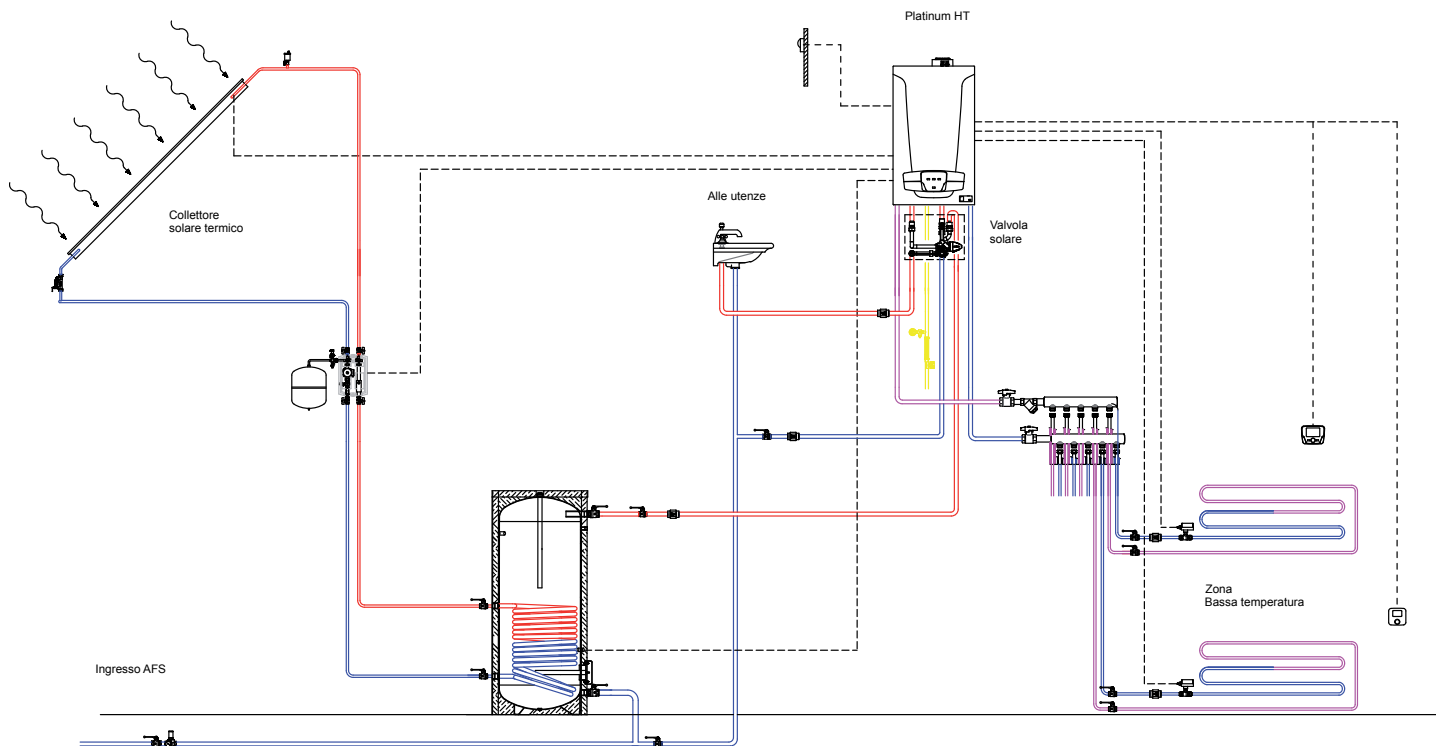 Platinum HT
Alle utenze
Collettore
solare termico
Valvola
solare
Zona
Bassa temperatura
Ingresso AFS